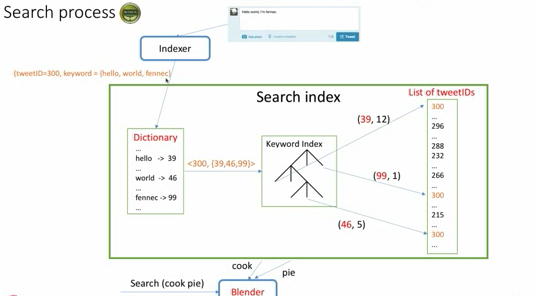 Search process
Hello world, I'm fennec
Tweet
Indexer
{tweetID=300, keyword = {hello, world, fennec}
Search index
List of tweetIDs
Dictionary
...
hello -> 39
...
world -> 46
...
fennec -> 99
...
<300, {39,46,99}>
Keyword Index
(39, 12)
(99, 1)
(46, 5)
300
...
296
...
288
232
...
266
...
300
...
215
...
300
...
cook
pie
Search (cook pie)
Blender